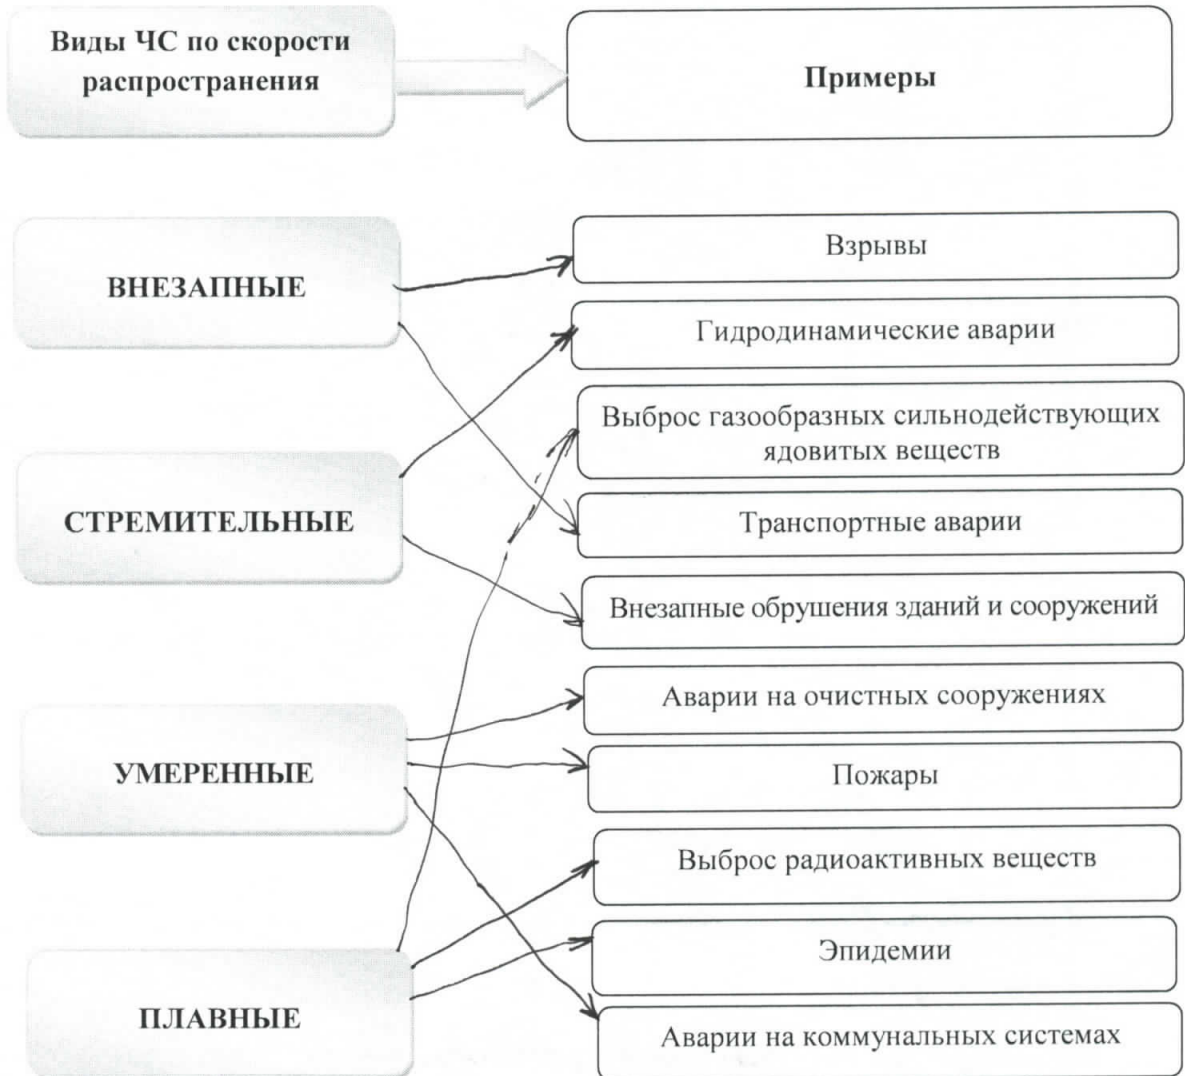 Виды ЧС по скорости
распространения
Примеры
ВНЕЗАПНЫЕ
СТРЕМИТЕЛЬНЫЕ
УМЕРЕННЫЕ
ПЛАВНЫЕ
Взрывы
Гидродинамические аварии
Выброс газообразных сильнодействующих
ядовитых веществ
Транспортные аварии
Внезапные обрушения зданий и сооружений
Аварии на очистных сооружениях
Пожары
Выброс радиоактивных веществ
Эпидемии
Аварии на коммунальных системах